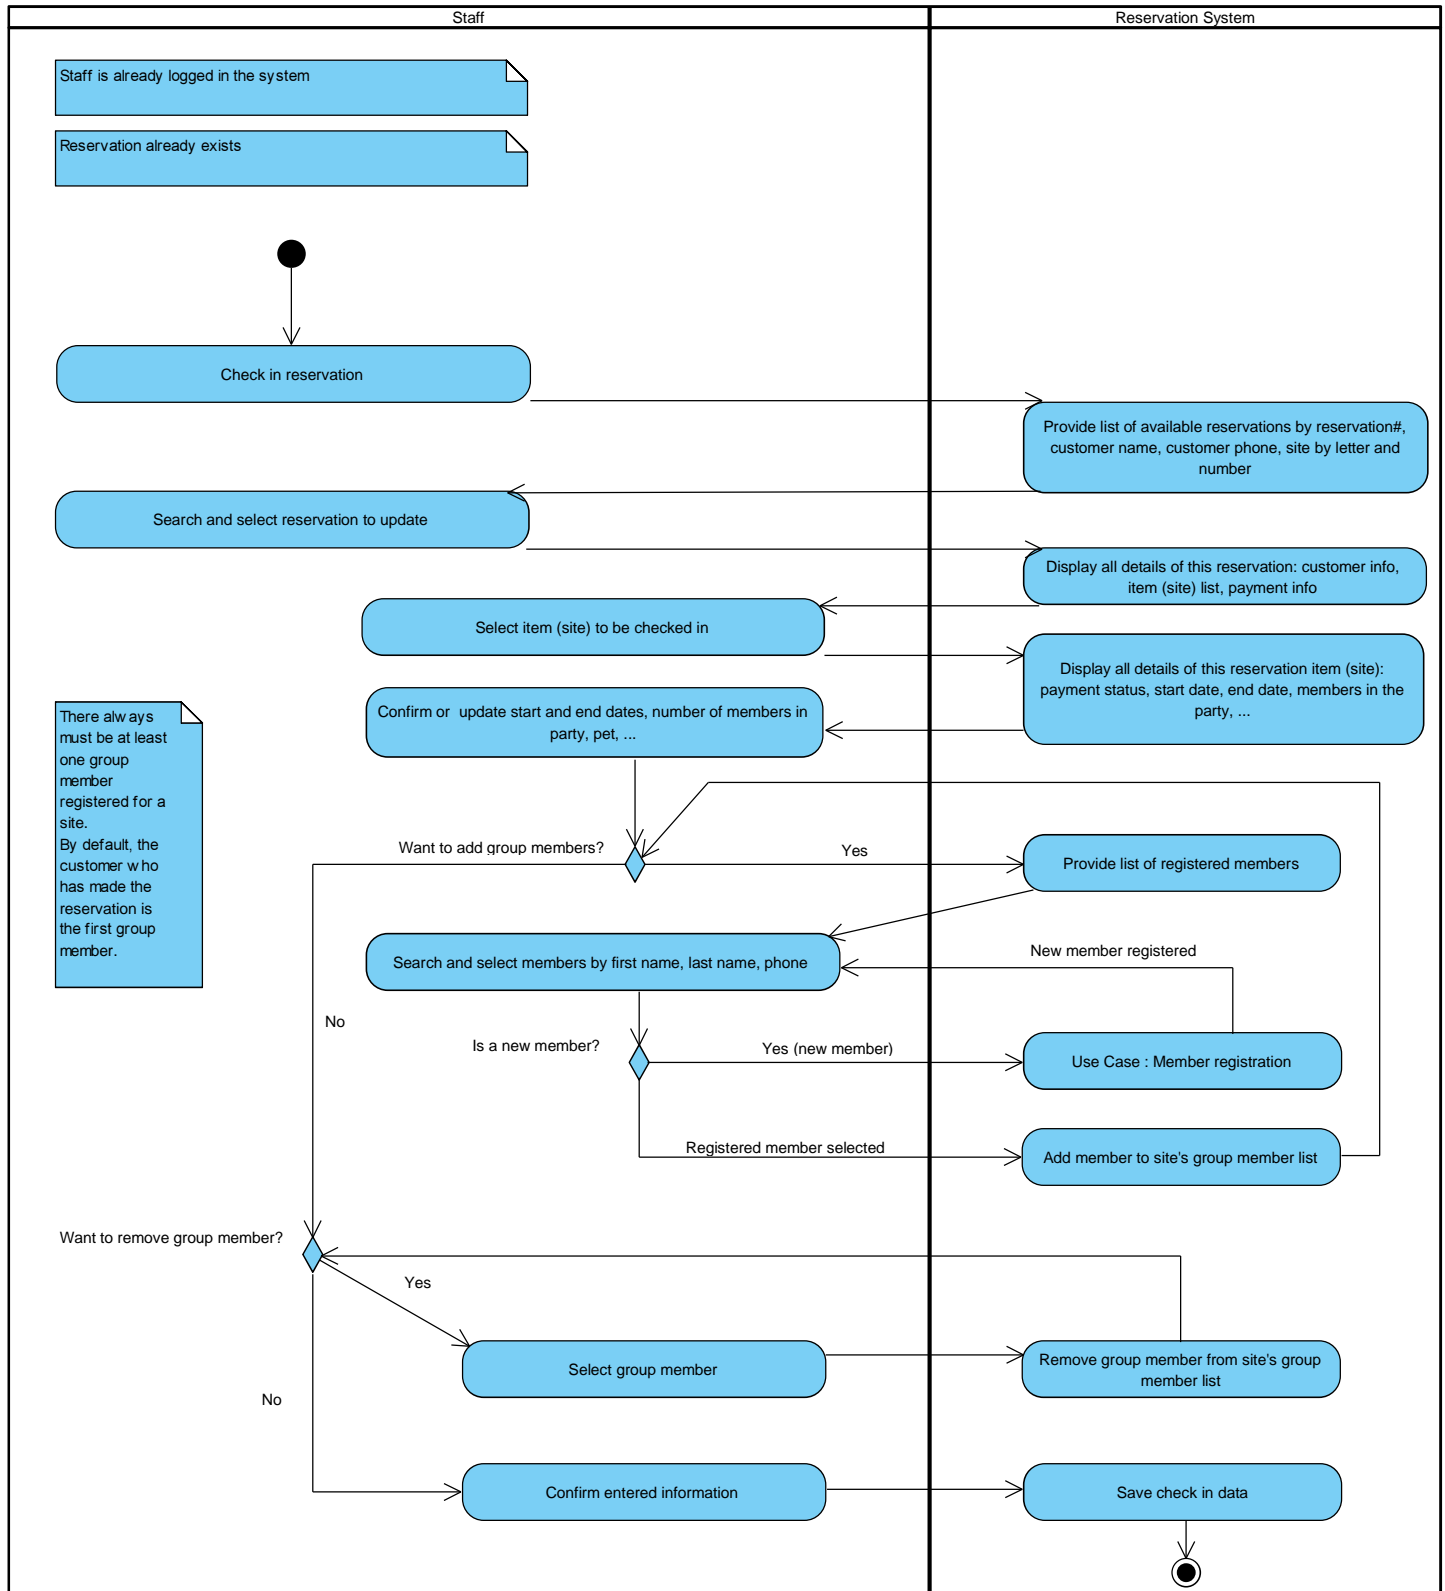 Staff
Reservation System
Staff is already logged in the system
Reservation already exists
Check in reservation
Provide list of available reservations by reservation#,
customer name, customer phone, site by letter and
number
Search and select reservation to update
Display all details of this reservation: customer info,
item (site) list, payment info
Select item (site) to be checked in
Display all details of this reservation item (site):
payment status, start date, end date, members in the
party, ...
Confirm or update start and end dates, number of members in
party, pet, ...
There always
must be at least
one group
member
registered for a
site.
By default, the
customer who
has made the
reservation is
the first group
member.
Want to add group members?
Yes
Provide list of registered members
Search and select members by first name, last name, phone
New member registered
No
Is a new member?
Yes (new member)
Use Case : Member registration
Registered member selected
Add member to site's group member list
Want to remove group member?
Yes
Select group member
Remove group member from site's group
member list
No
Confirm entered information
Save check in data